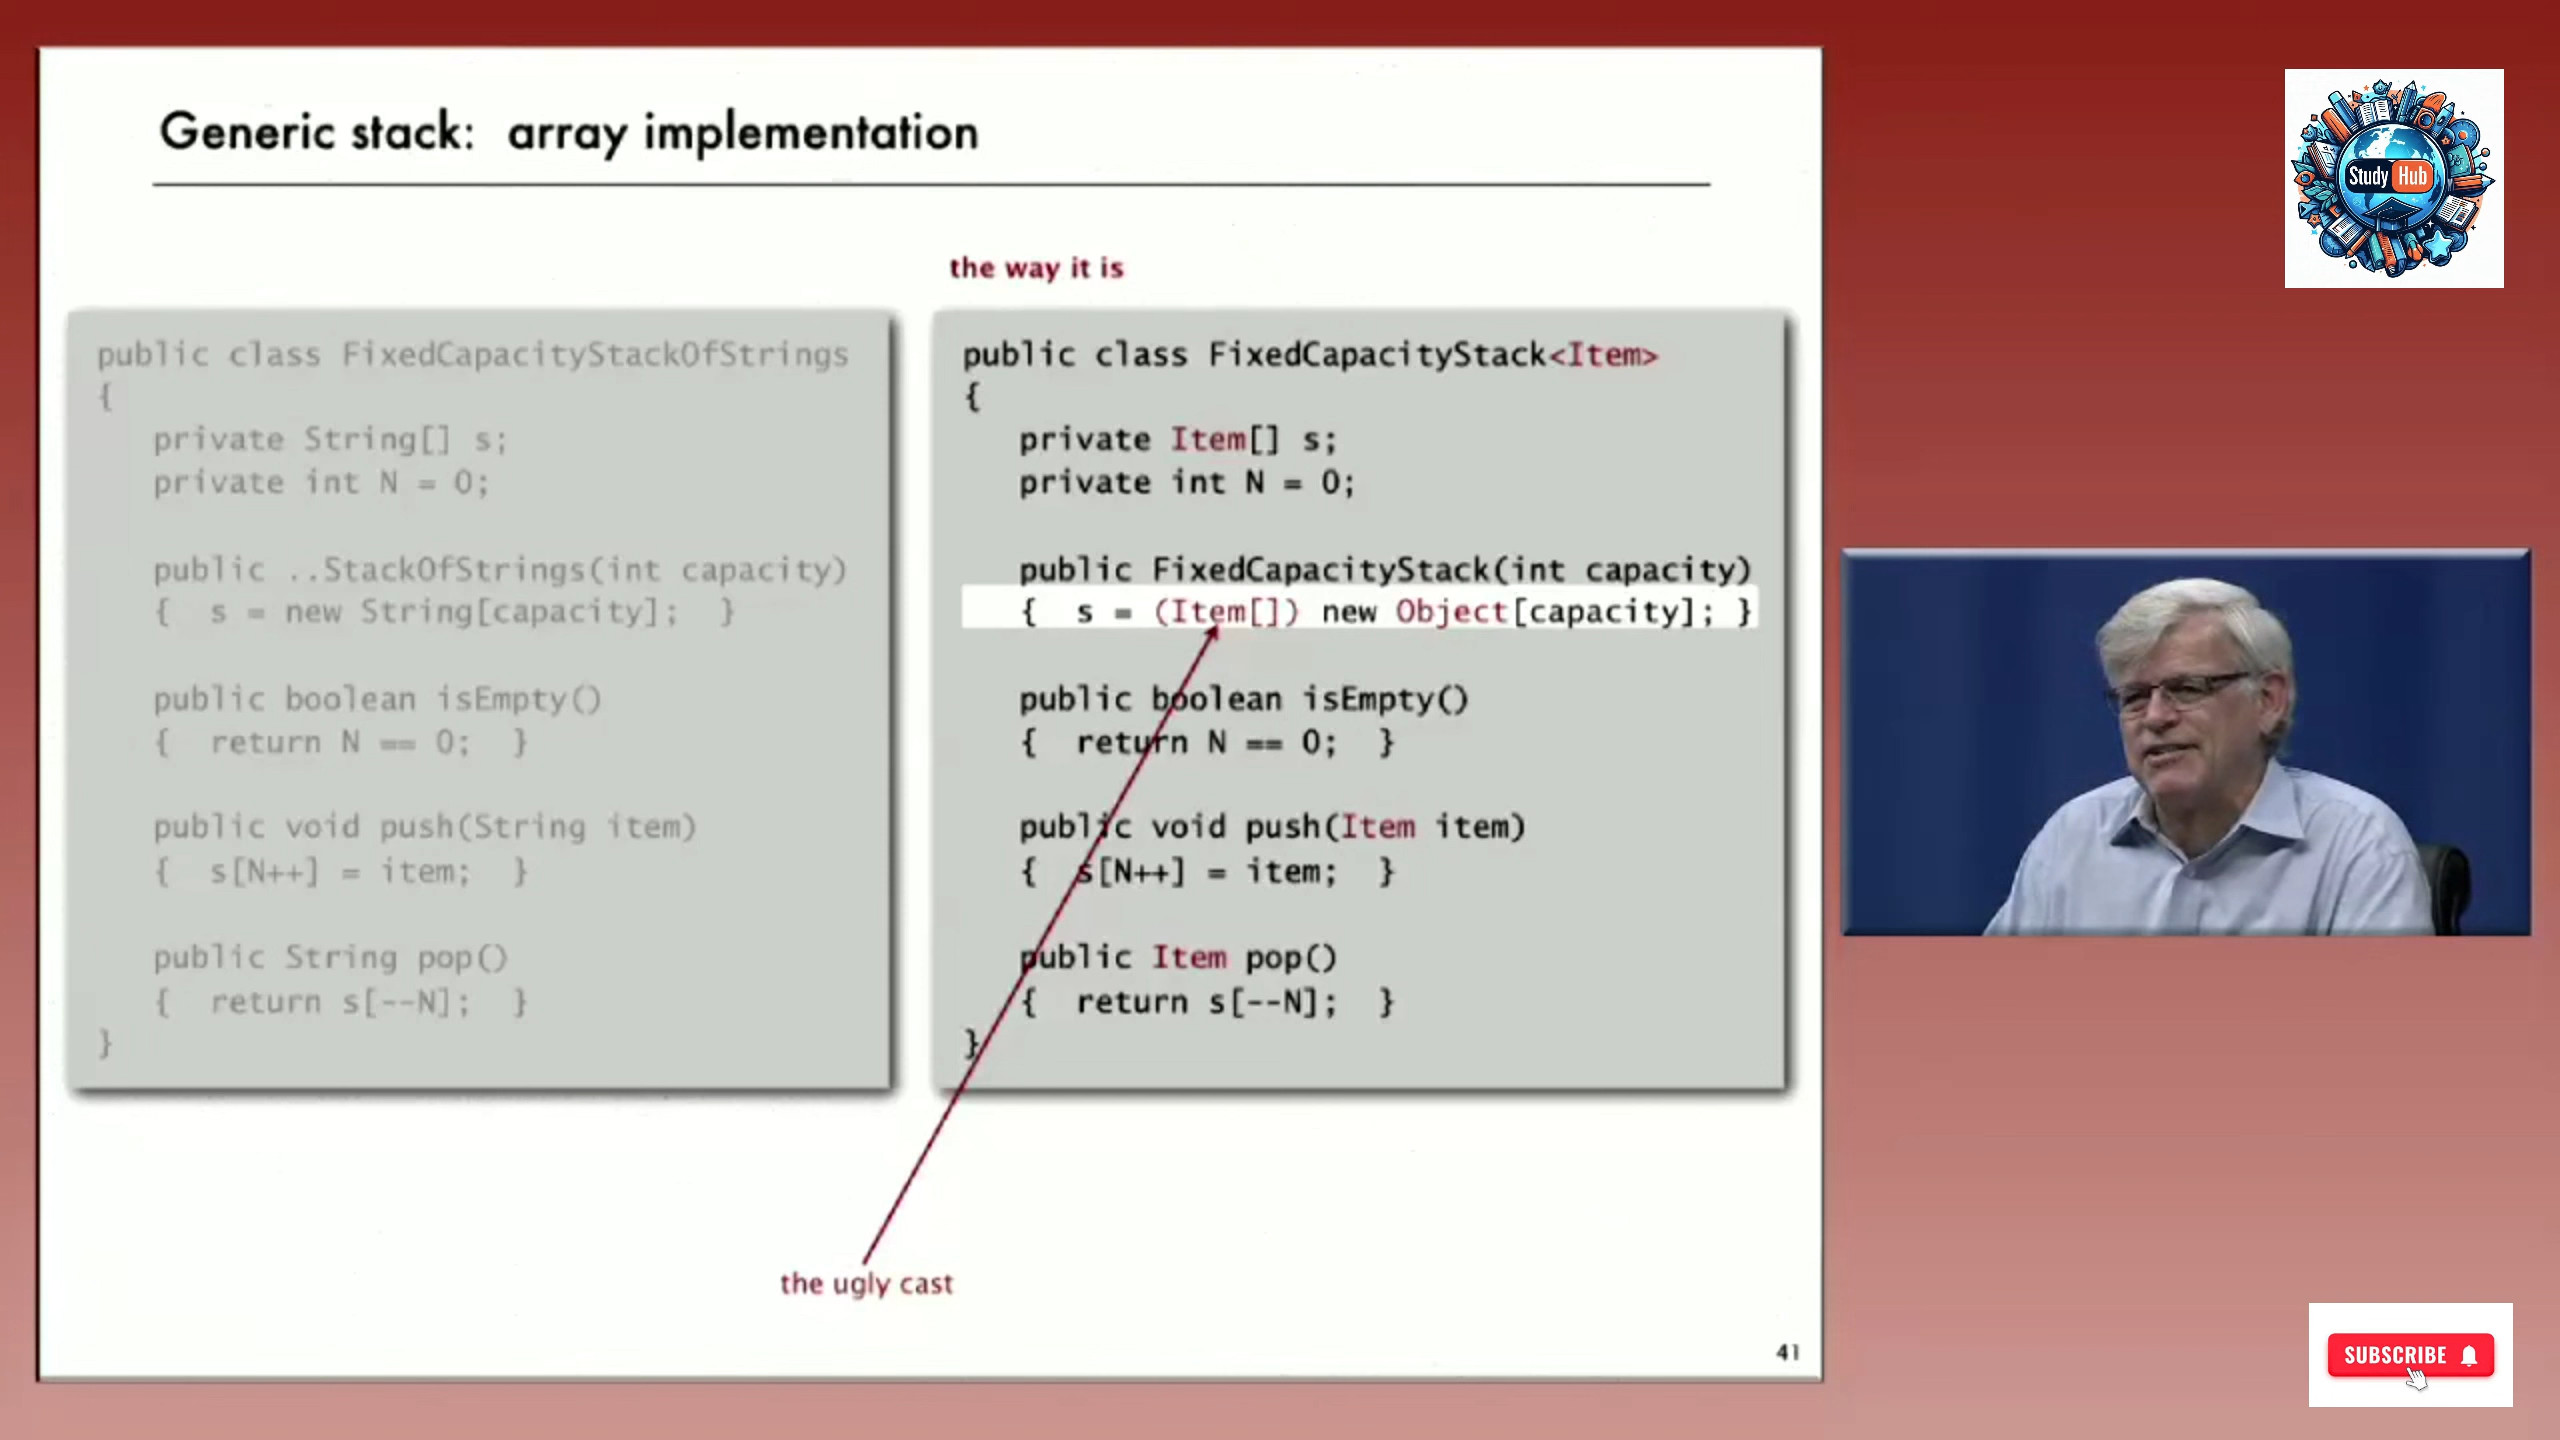 Generic stack: array implementation
the way it is
public class FixedCapacityStackOfStrings
{
private String[] s;
private int N = 0;
public ..StackOfStrings(int capacity)
{ s = new String[capacity]; }
public boolean isEmpty()
{ return N == 0; }
public void push(String item)
{ s[N++] = item; }
public String pop()
{ return s[--N]; }
}
public class FixedCapacityStack<Item>
{
private Item[] s;
private int N = 0;
public FixedCapacityStack(int capacity)
{ s = (Item[]) new Object[capacity]; }
public boolean isEmpty()
{ return N == 0; }
public void push(Item item)
{ s[N++] = item; }
public Item pop()
{ return s[--N]; }
}
the ugly cast
41
Study Hub
SUBSCRIBE